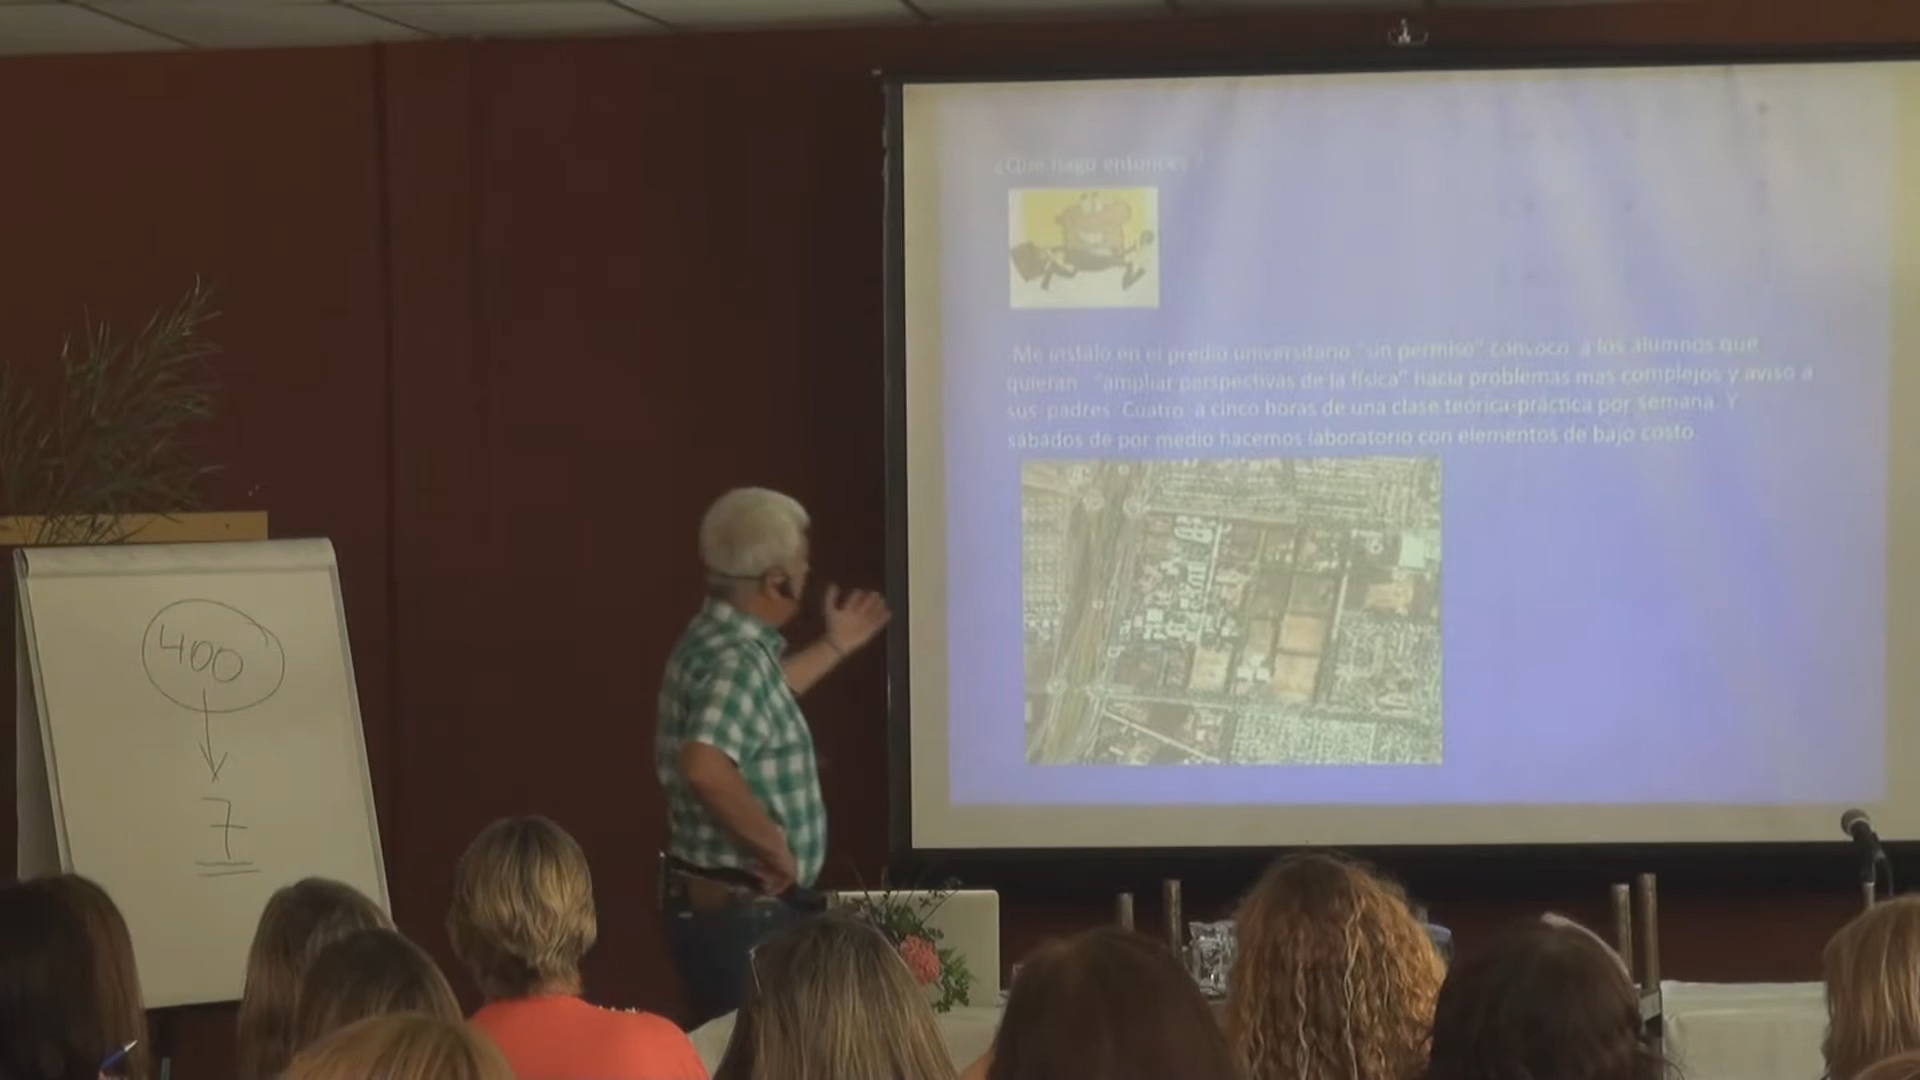 400
7
¿Que hago entonces?
Me instalo en el predio universitario "sin permiso" convoco a los alumnos que
quieran "ampliar perspectivas de la física" hacia problemas mas complejos y aviso a
sus padres. Cuatro a cinco horas de una clase teórica-práctica por semana. Y
sábados de por medio hacemos laboratorio con elementos de bajo costo